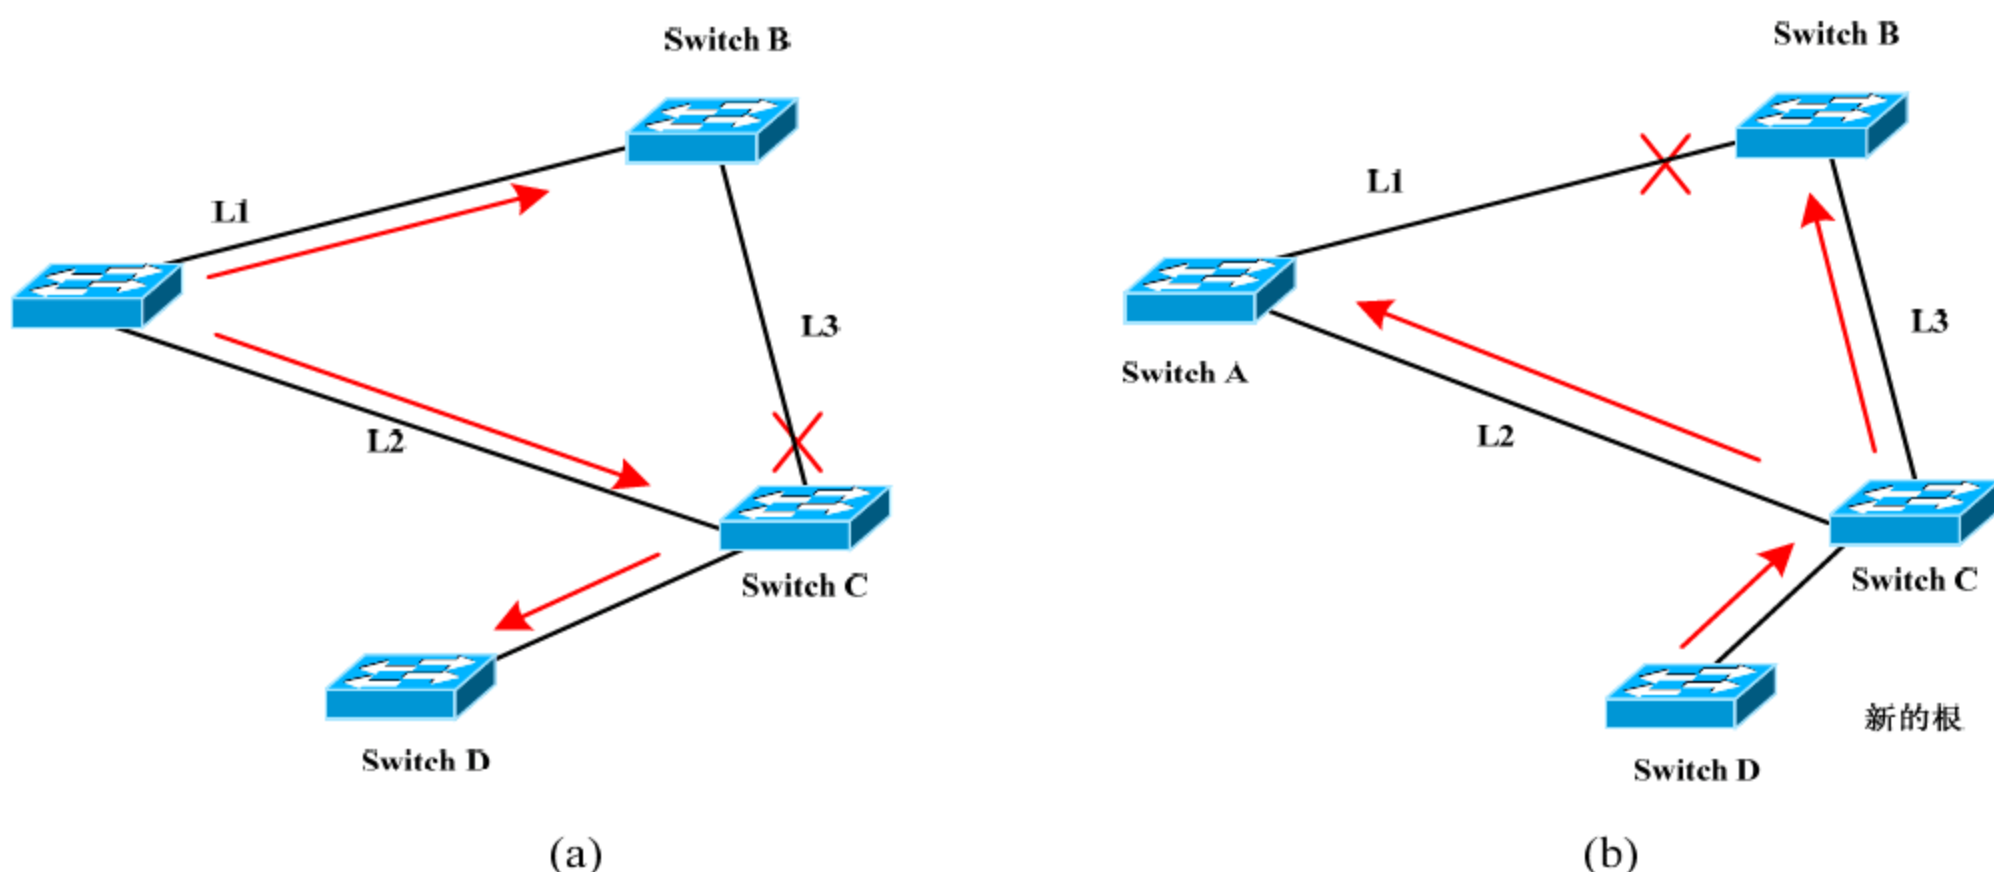 Switch B
L1
L3
L2
Switch C
Switch D
(a)
Switch B
L1
L3
Switch A
L2
Switch C
新的根
Switch D
(b)